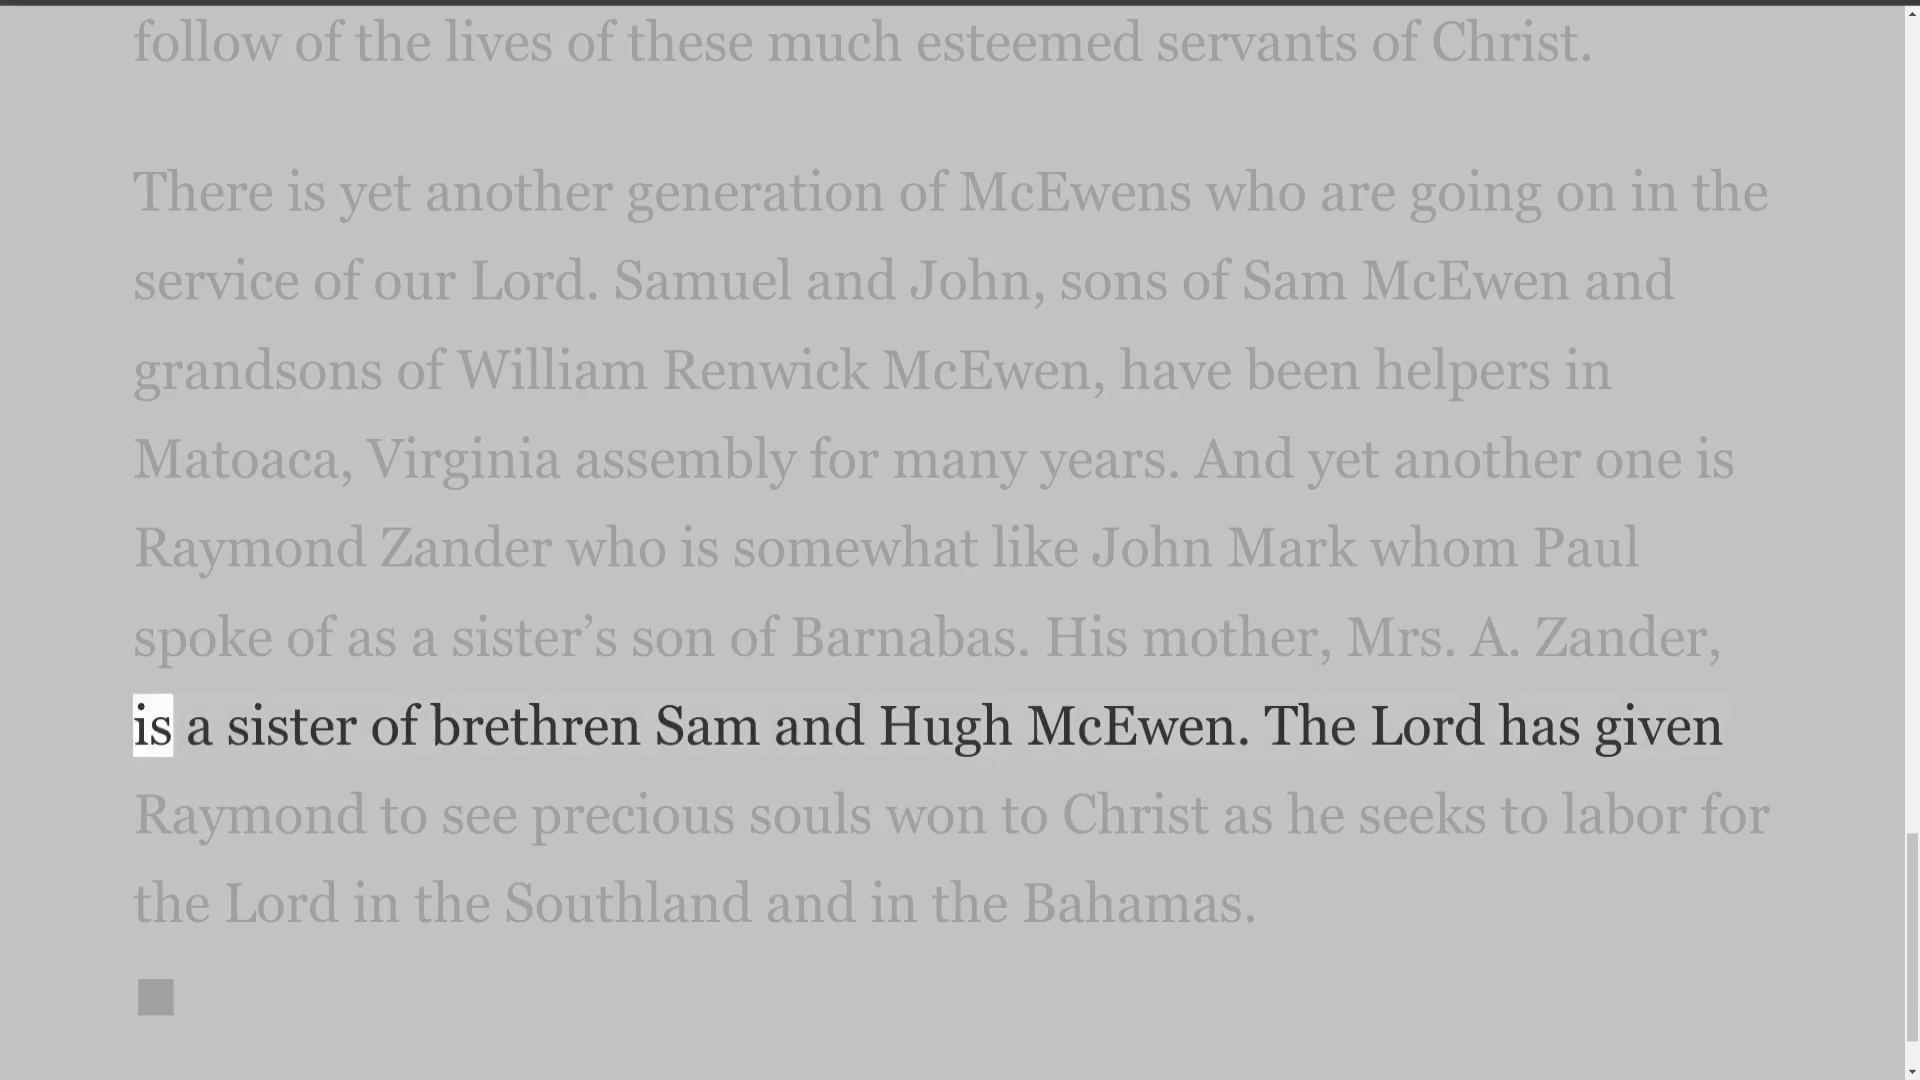 follow of the lives of these much esteemed servants of Christ.
There is yet another generation of McEwens who are going on in the
service of our Lord. Samuel and John, sons of Sam McEwen and
grandsons of William Renwick McEwen, have been helpers in
Matoaca, Virginia assembly for many years. And yet another one is
Raymond Zander who is somewhat like John Mark whom Paul
spoke of as a sister’s son of Barnabas. His mother, Mrs. A. Zander,
is a sister of brethren Sam and Hugh McEwen. The Lord has given
Raymond to see precious souls won to Christ as he seeks to labor for
the Lord in the Southland and in the Bahamas.